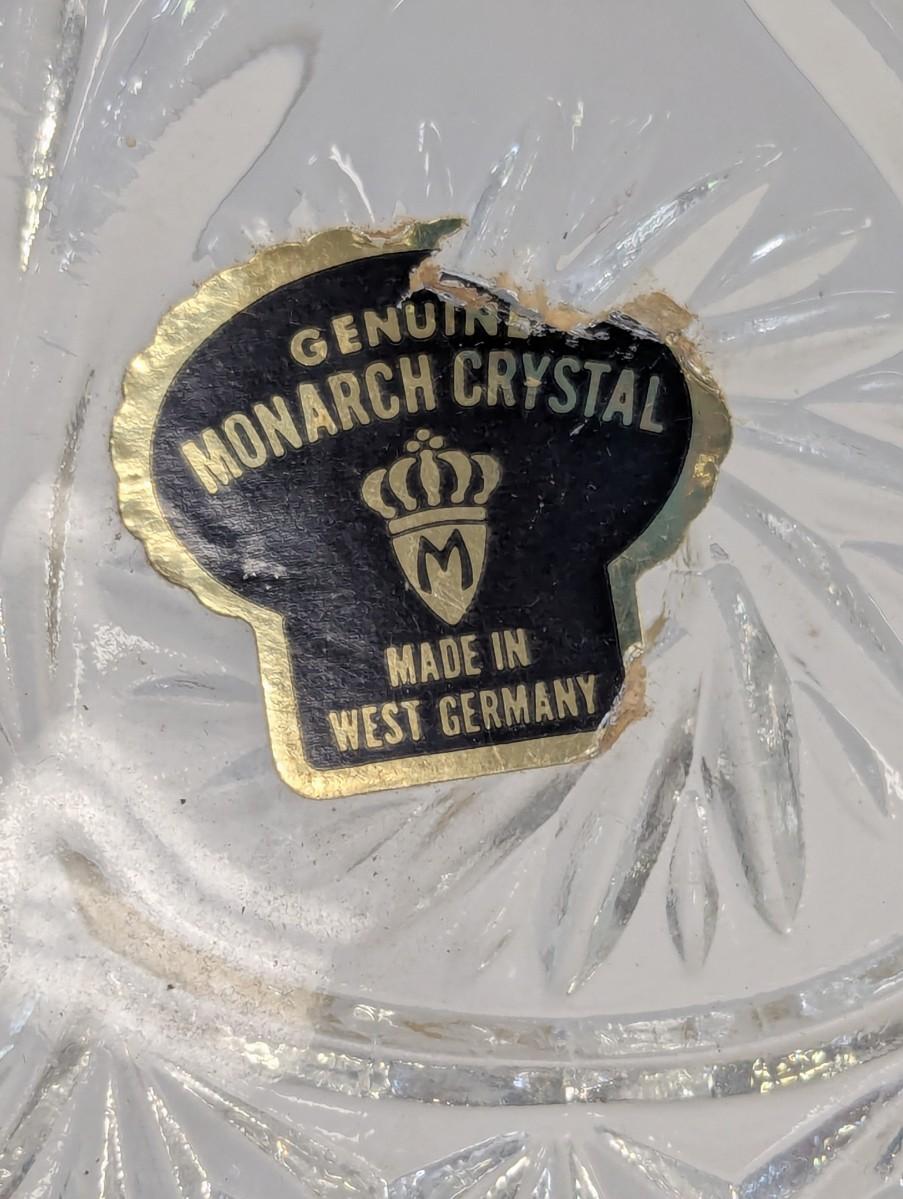 GENUINE
MONARCH CRYSTAL
M
MADE IN
WEST GERMANY